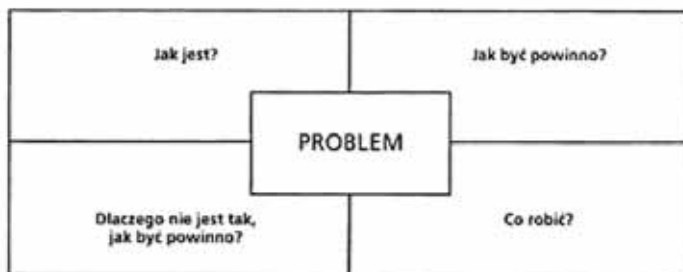 Jak jest?
Jak być powinno?
PROBLEM
Dlaczego nie jest tak,
jak być powinno?
Co robić?